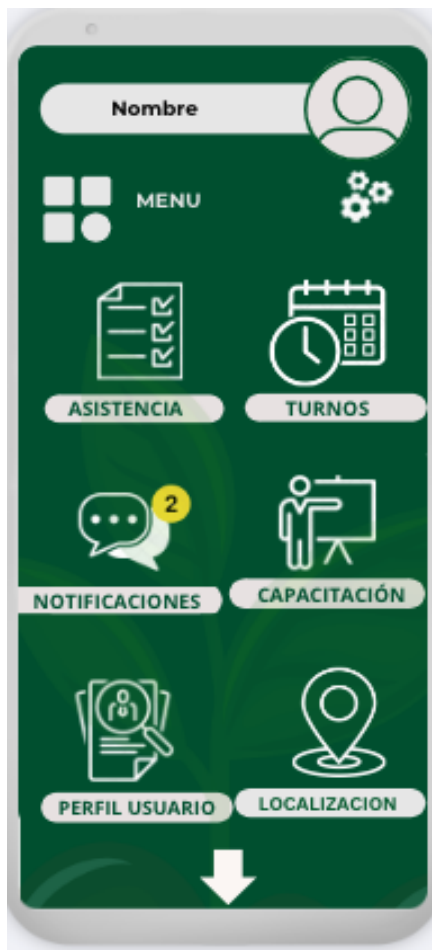 Nombre
MENU
ASISTENCIA
TURNOS
2
NOTIFICACIONES
CAPACITACIÓN
PERFIL USUARIO
LOCALIZACION